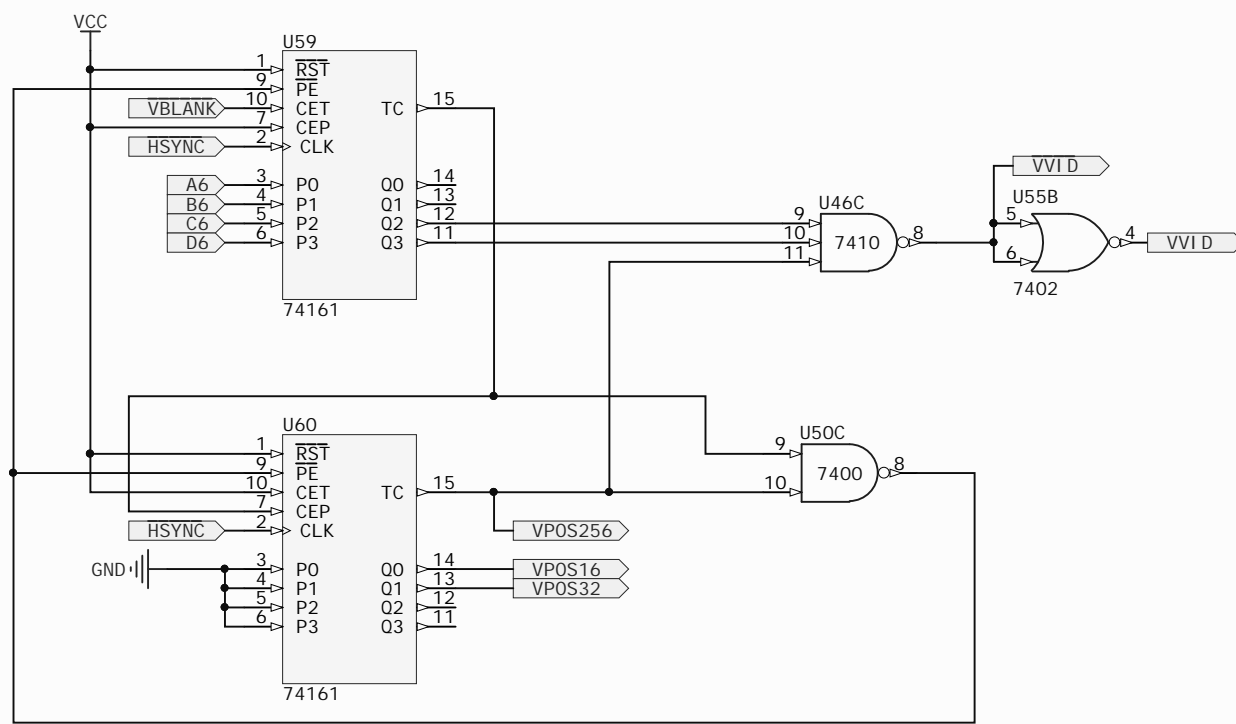 VCC
U59
1 RST
9 PE
VBLANK 10 CET TC 15
7 CEP
HSYNC 2 CLK
A6 3 P0 Q0 14
B6 4 P1 Q1 13
C6 5 P2 Q2 12
D6 6 P3 Q3 11
74161
U46C
9
10 7410 8
11
VVID
U55B
5
6
4 VVID
7402
U60
1 RST
9 PE
10 CET TC 15
7 CEP
HSYNC 2 CLK
GND 3 P0 Q0 14 VPOS16
4 P1 Q1 13 VPOS32
5 P2 Q2 12
6 P3 Q3 11
74161
VPOS256
U50C
9
7400 8
10